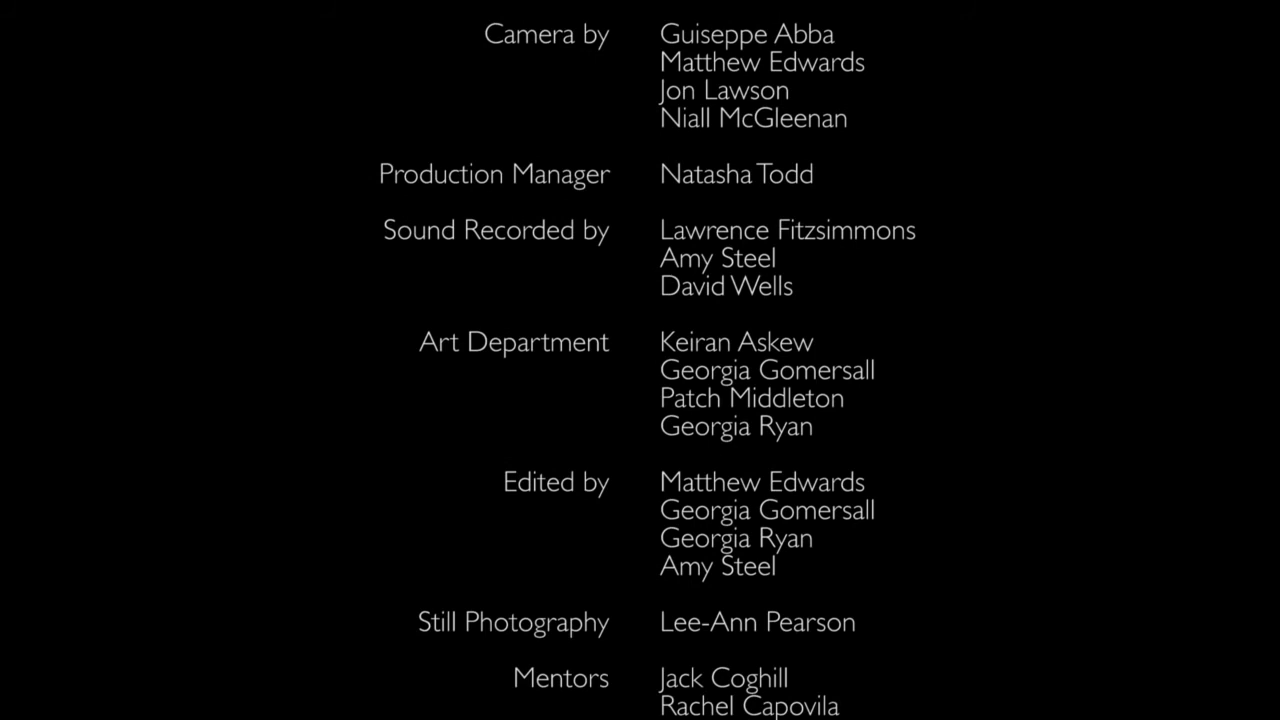 Camera by Guiseppe Abba
Matthew Edwards
Jon Lawson
Niall McGleenan
Production Manager Natasha Todd
Sound Recorded by Lawrence Fitzsimmons
Amy Steel
David Wells
Art Department Keiran Askew
Georgia Gomersall
Patch Middleton
Georgia Ryan
Edited by Matthew Edwards
Georgia Gomersall
Georgia Ryan
Amy Steel
Still Photography Lee-Ann Pearson
Mentors Jack Coghill
Rachel Capovila